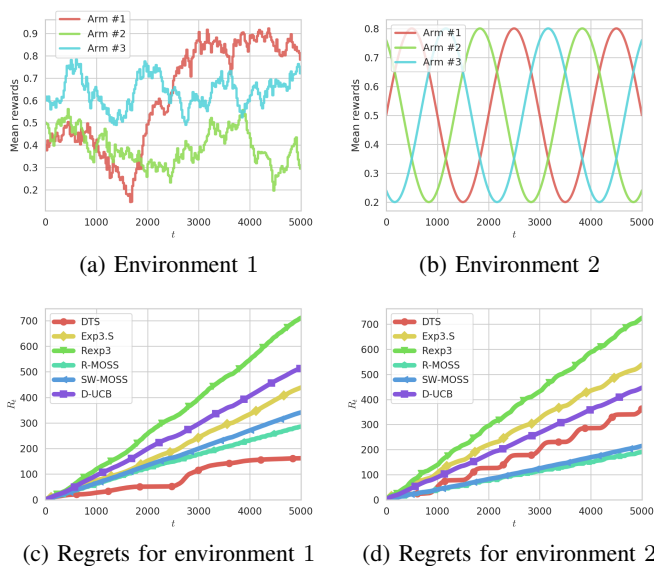 Mean rewards
0.9
0.8
0.7
0.6
0.5
0.4
0.3
0.2
Arm #1
Arm #2
Arm #3
0 1000 2000 3000 4000 5000
t
(a) Environment 1
Mean rewards
0.8
0.7
0.6
0.5
0.4
0.3
0.2
Arm #1
Arm #2
Arm #3
0 1000 2000 3000 4000 5000
t
(b) Environment 2
R_t
700
600
500
400
300
200
100
0
DTS
Exp3.S
Rexp3
R-MOSS
SW-MOSS
D-UCB
0 1000 2000 3000 4000 5000
t
(c) Regrets for environment 1
R_t
700
600
500
400
300
200
100
0
DTS
Exp3.S
Rexp3
R-MOSS
SW-MOSS
D-UCB
0 1000 2000 3000 4000 5000
t
(d) Regrets for environment 2